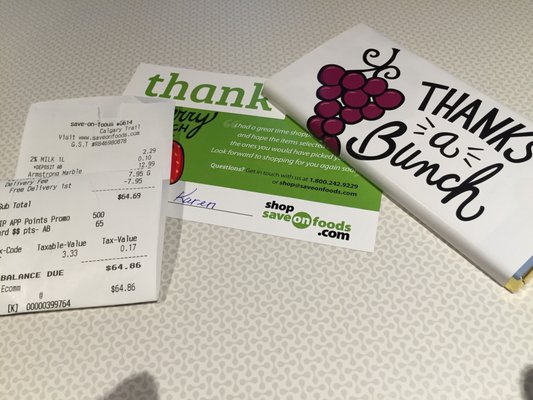 save-on-foods #6614
Calgary Trail
Visit www.saveonfoods.com
G.S.T #R846980878
2% MILK 1L 2.29
+DEPOSIT AB 0.10
Armstrong Marble 12.99
Delivery Fee 7.95 G
Free Delivery 1st -7.95
Sub Total $64.69
APP Points Promo 500
$$ pts- AB 65
Taxable-Value Tax-Value
3.33 0.17
BALANCE DUE $64.86
Ecomm $64.86
[K] 00000399764
thank
I had a great time
and hope the items selected
the ones you would have picked
Look forward to shopping for you again
Questions? Get in touch with us at 1.800.242.9229
or shop@saveonfoods.com
Karen
shop
save on foods
.com
THANKS
a
Bunch